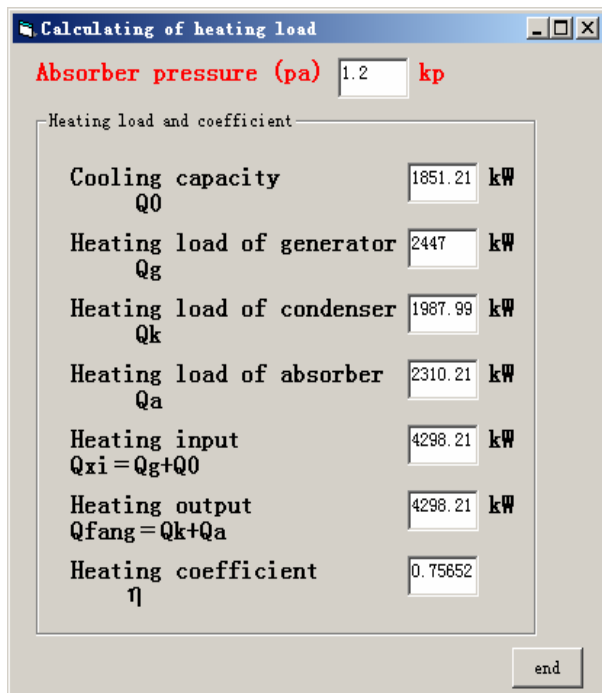 Calculating of heating load
Absorber pressure (pa) 1.2 kp
Heating load and coefficient
Cooling capacity 1851.21 kW
Q0
Heating load of generator 2447 kW
Qg
Heating load of condenser 1987.99 kW
Qk
Heating load of absorber 2310.21 kW
Qa
Heating input 4298.21 kW
Qxi=Qg+Q0
Heating output 4298.21 kW
Qfang=Qk+Qa
Heating coefficient 0.75652
η
end